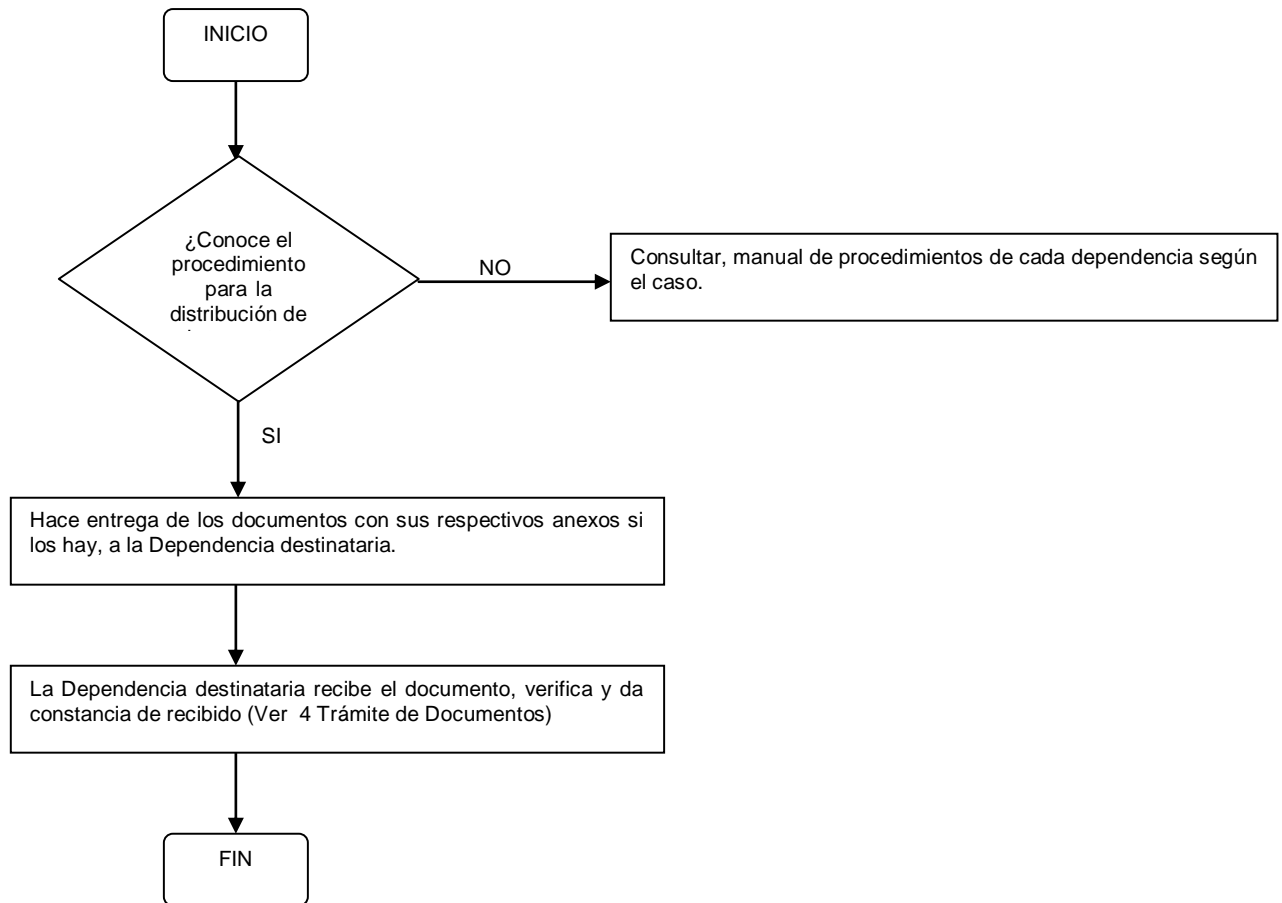 INICIO
¿Conoce el
procedimiento
para la
distribución de
NO
Consultar, manual de procedimientos de cada dependencia según
el caso.
SI
Hace entrega de los documentos con sus respectivos anexos si
los hay, a la Dependencia destinataria.
La Dependencia destinataria recibe el documento, verifica y da
constancia de recibido (Ver 4 Trámite de Documentos)
FIN